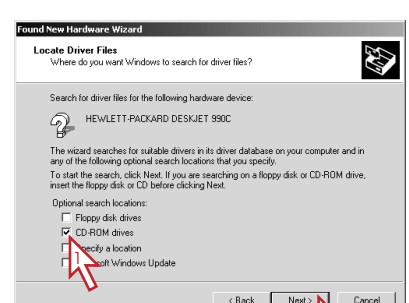 Found New Hardware Wizard
Locate Driver Files
Where do you want Windows to search for driver files?
Search for driver files for the following hardware device:
HEWLETT-PACKARD DESKJET 990C
The wizard searches for suitable drivers in its driver database on your computer and in
any of the following optional search locations that you specify.
To start the search, click Next. If you are searching on a floppy disk or CD-ROM drive,
insert the floppy disk or CD before clicking Next.
Optional search locations:
Floppy disk drives
CD-ROM drives
pecify a location
1
oft Windows Update
< Back Next > Cancel